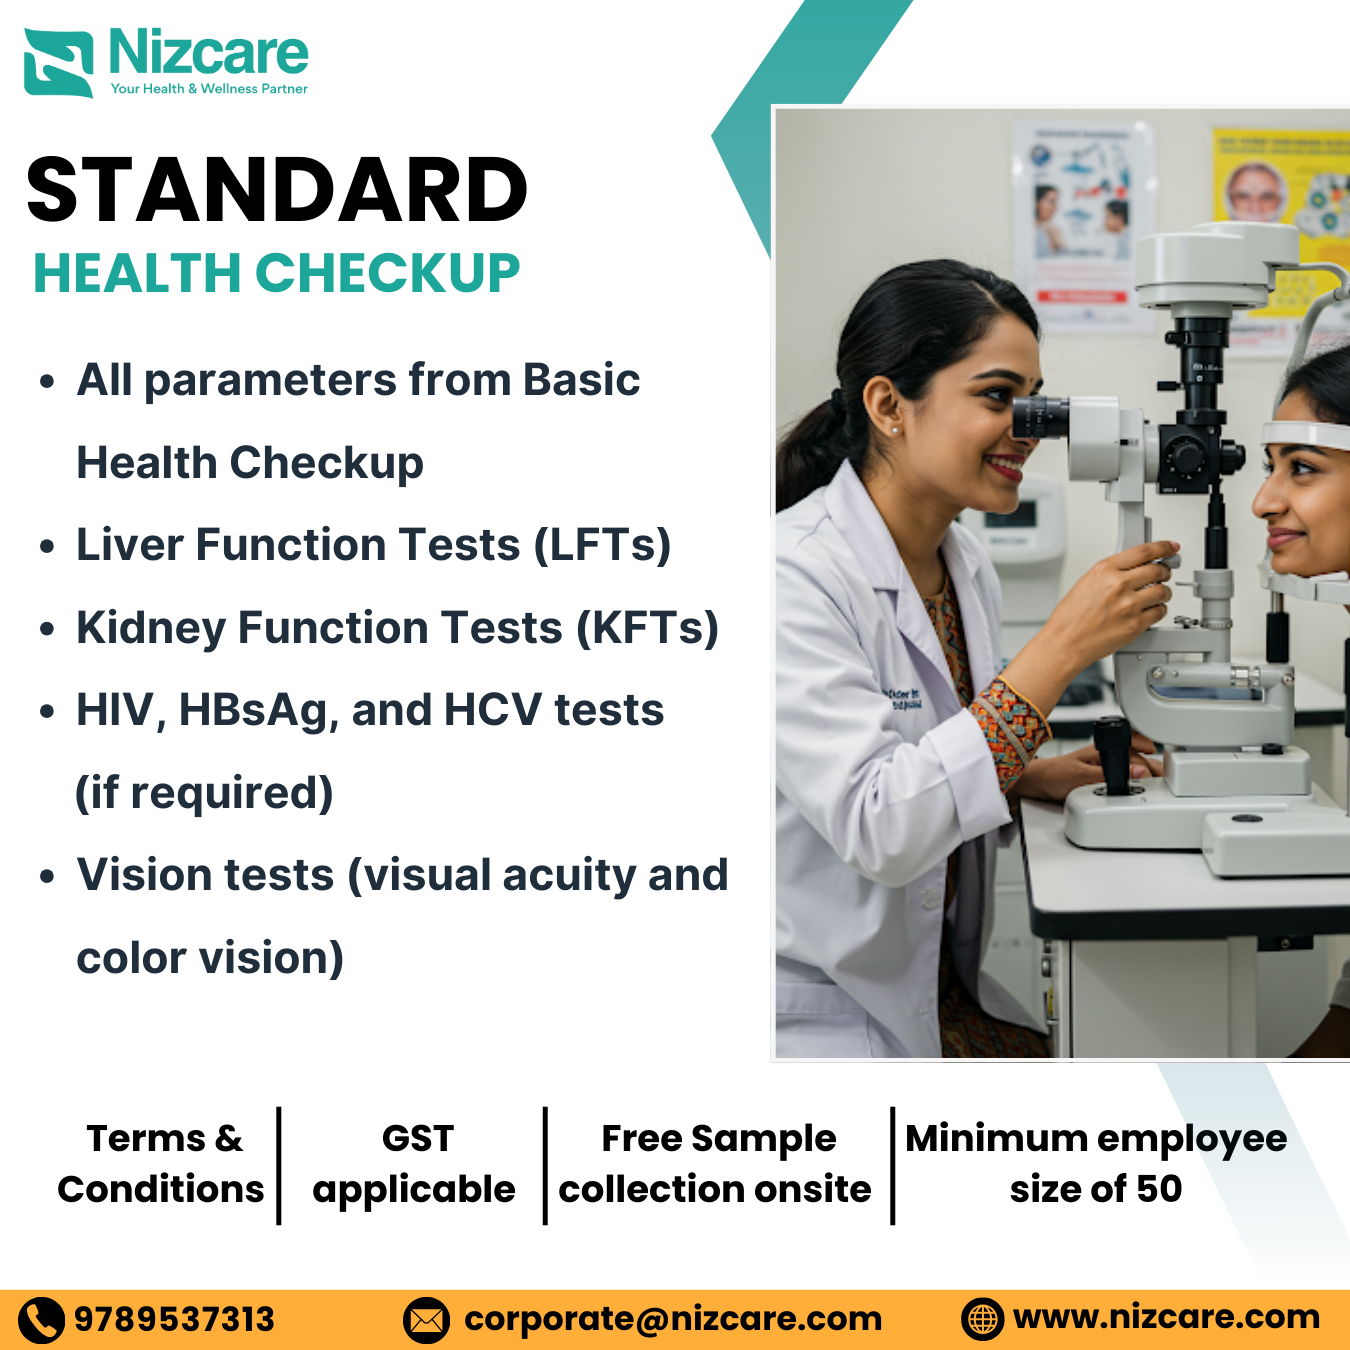 Nizcare
Your Health & Wellness Partner
STANDARD
HEALTH CHECKUP
• All parameters from Basic
Health Checkup
• Liver Function Tests (LFTs)
• Kidney Function Tests (KFTs)
• HIV, HBsAg, and HCV tests
(if required)
• Vision tests (visual acuity and
color vision)
Terms &
Conditions
GST
applicable
Free Sample
collection onsite
Minimum employee
size of 50
9789537313
corporate@nizcare.com
www.nizcare.com